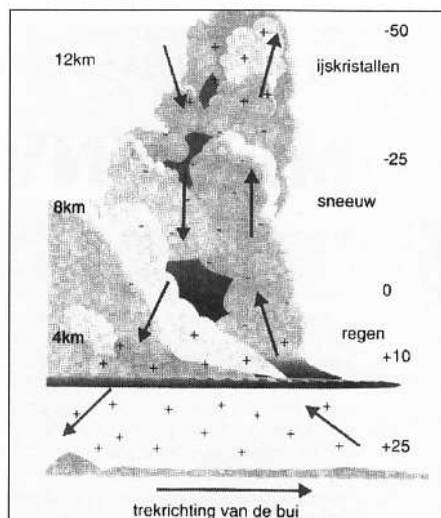 -50
12km
ijskristallen
-25
8km
sneeuw
0
4km
regen
+10
+25
trekrichting van de bui